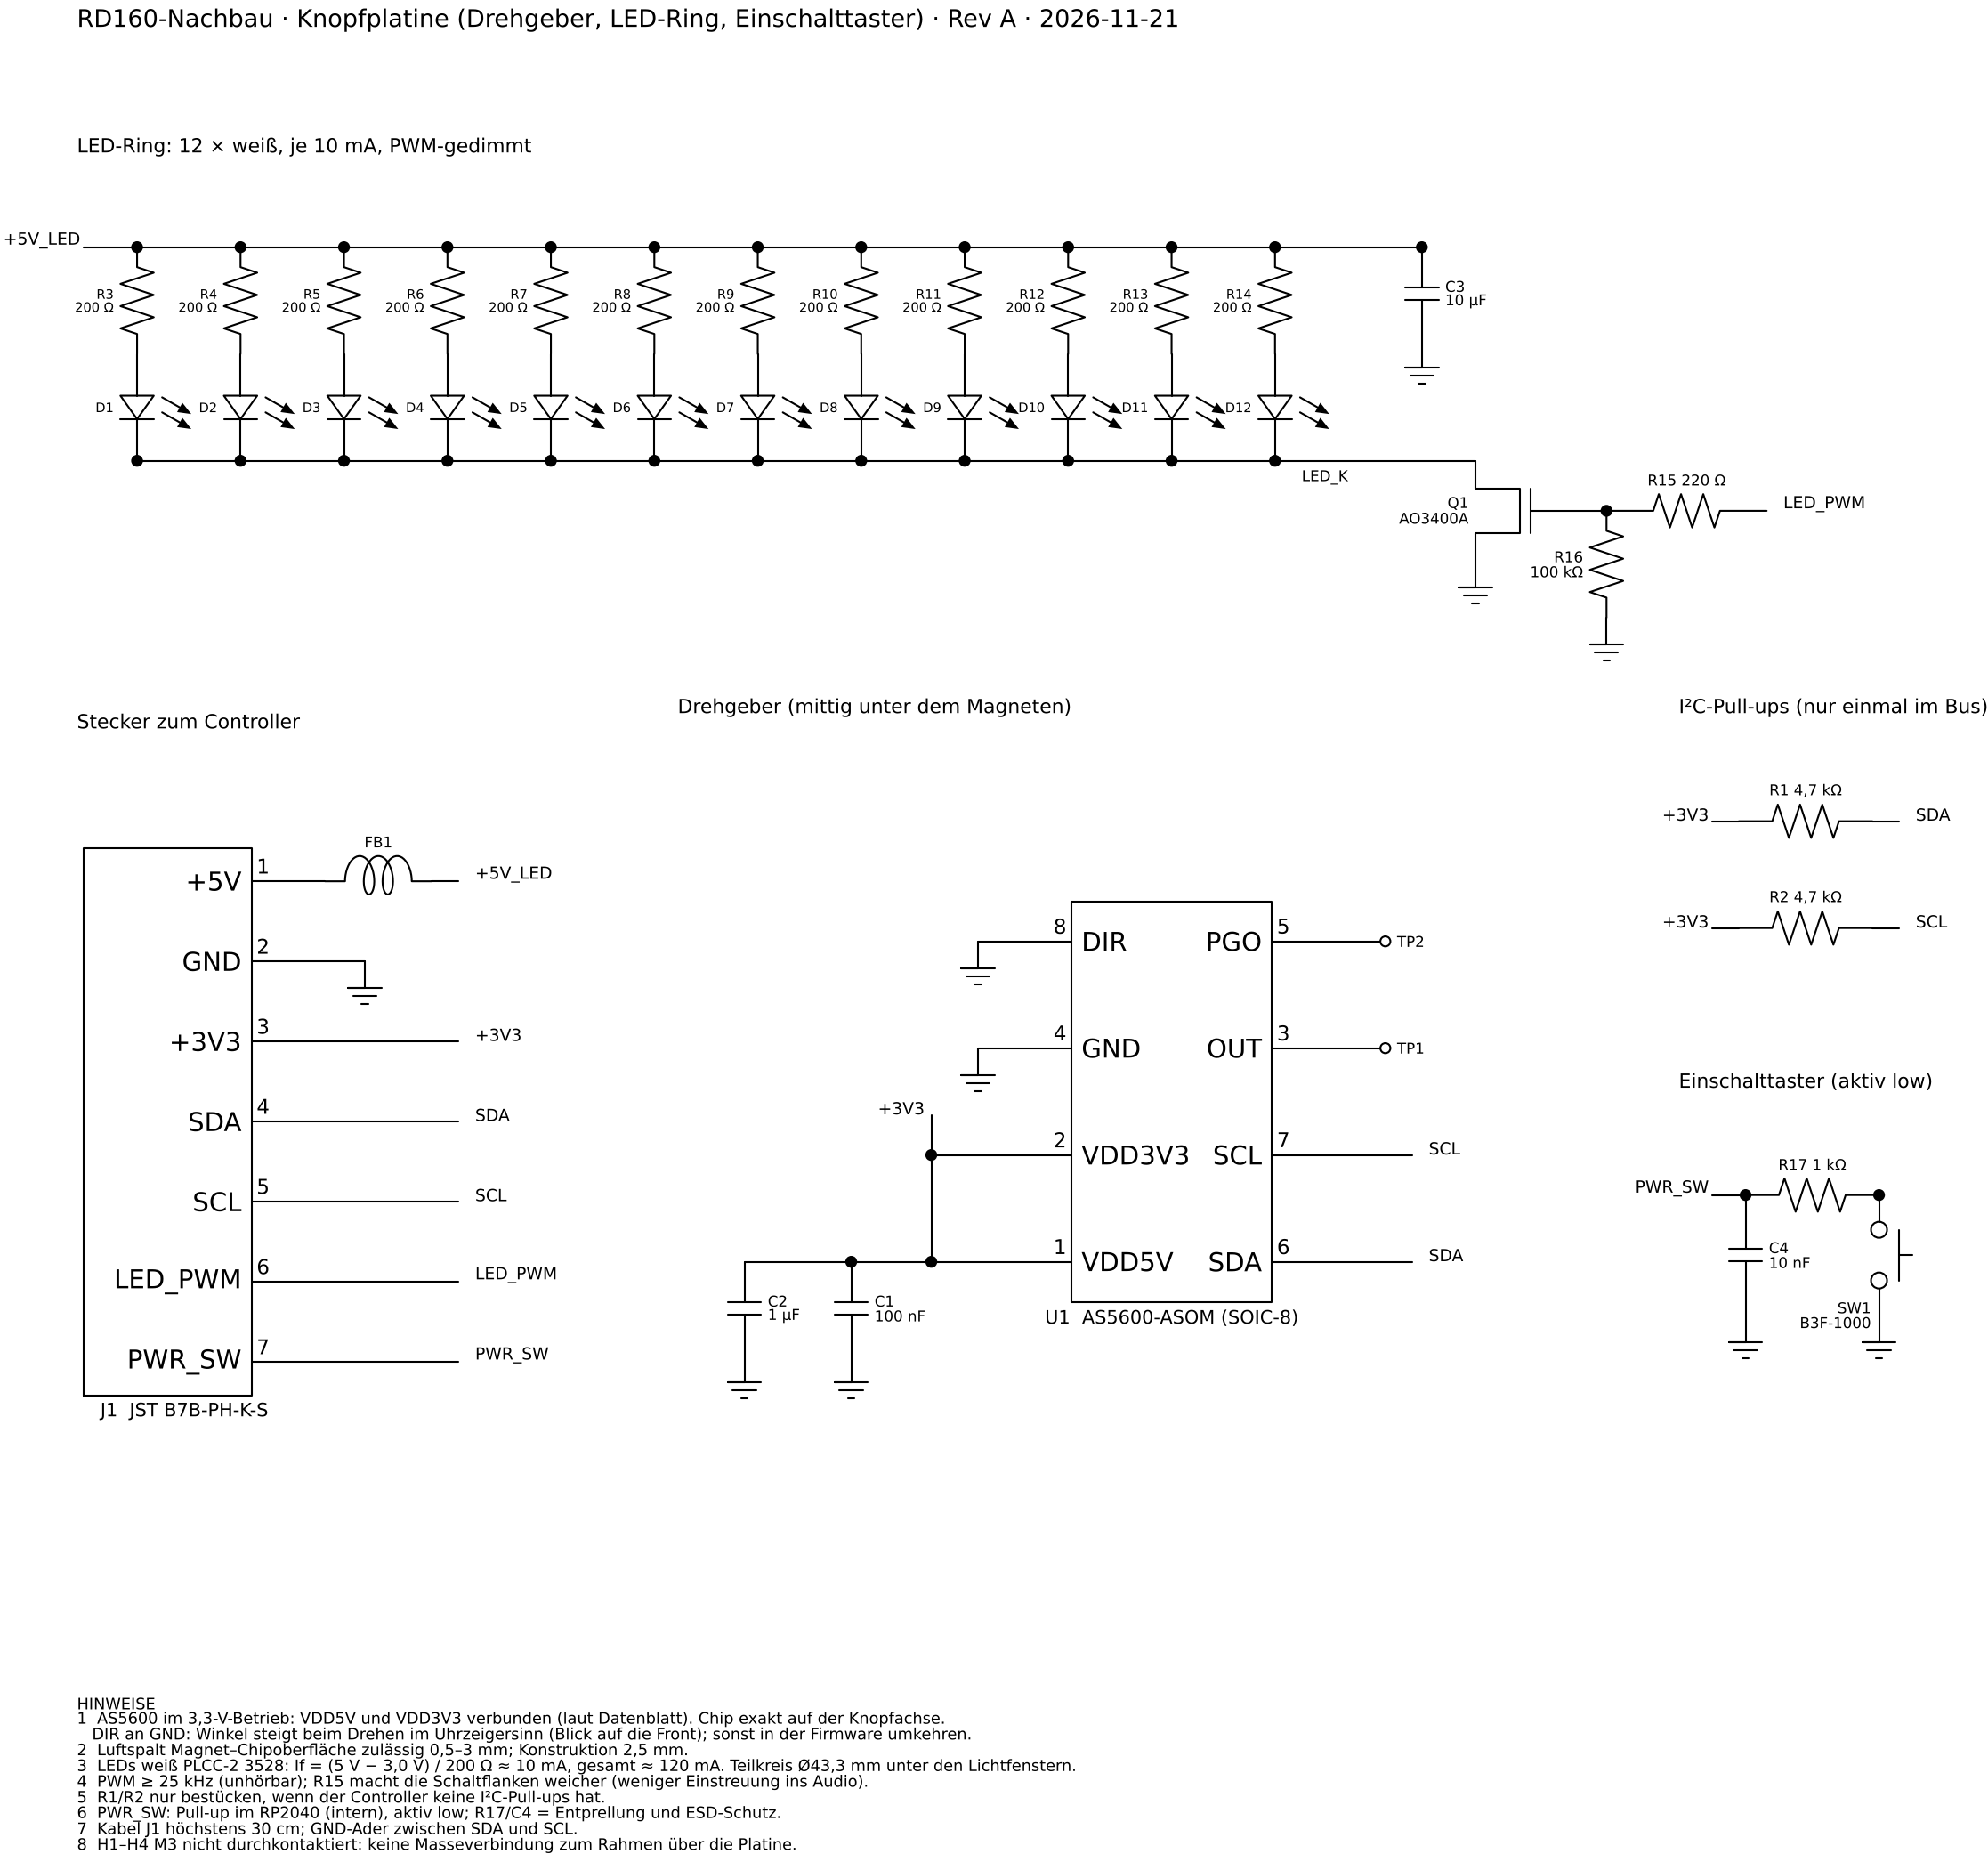 RD160-Nachbau · Knopfplatine (Drehgeber, LED-Ring, Einschalttaster) · Rev A · 2026-11-21
LED-Ring: 12 × weiß, je 10 mA, PWM-gedimmt
+5V_LED
R3
200 Ω
R4
200 Ω
R5
200 Ω
R6
200 Ω
R7
200 Ω
R8
200 Ω
R9
200 Ω
R10
200 Ω
R11
200 Ω
R12
200 Ω
R13
200 Ω
R14
200 Ω
C3
10 µF
D1
D2
D3
D4
D5
D6
D7
D8
D9
D10
D11
D12
LED_K
Q1
AO3400A
R15 220 Ω
LED_PWM
R16
100 kΩ
Stecker zum Controller
FB1
+5V
1
+5V_LED
GND
2
+3V3
3
+3V3
SDA
4
SDA
SCL
5
SCL
LED_PWM
6
LED_PWM
PWR_SW
7
PWR_SW
J1 JST B7B-PH-K-S
Drehgeber (mittig unter dem Magneten)
8
DIR
PGO
5
TP2
4
GND
OUT
3
TP1
+3V3
2
VDD3V3
SCL
7
SCL
1
VDD5V
SDA
6
SDA
C2
1 µF
C1
100 nF
U1 AS5600-ASOM (SOIC-8)
I²C-Pull-ups (nur einmal im Bus)
R1 4,7 kΩ
+3V3
SDA
R2 4,7 kΩ
+3V3
SCL
Einschalttaster (aktiv low)
R17 1 kΩ
PWR_SW
C4
10 nF
SW1
B3F-1000
HINWEISE
1 AS5600 im 3,3-V-Betrieb: VDD5V und VDD3V3 verbunden (laut Datenblatt). Chip exakt auf der Knopfachse.
DIR an GND: Winkel steigt beim Drehen im Uhrzeigersinn (Blick auf die Front); sonst in der Firmware umkehren.
2 Luftspalt Magnet–Chipoberfläche zulässig 0,5–3 mm; Konstruktion 2,5 mm.
3 LEDs weiß PLCC-2 3528: If = (5 V − 3,0 V) / 200 Ω ≈ 10 mA, gesamt ≈ 120 mA. Teilkreis Ø43,3 mm unter den Lichtfenstern.
4 PWM ≥ 25 kHz (unhörbar); R15 macht die Schaltflanken weicher (weniger Einstreuung ins Audio).
5 R1/R2 nur bestücken, wenn der Controller keine I²C-Pull-ups hat.
6 PWR_SW: Pull-up im RP2040 (intern), aktiv low; R17/C4 = Entprellung und ESD-Schutz.
7 Kabel J1 höchstens 30 cm; GND-Ader zwischen SDA und SCL.
8 H1–H4 M3 nicht durchkontaktiert: keine Masseverbindung zum Rahmen über die Platine.